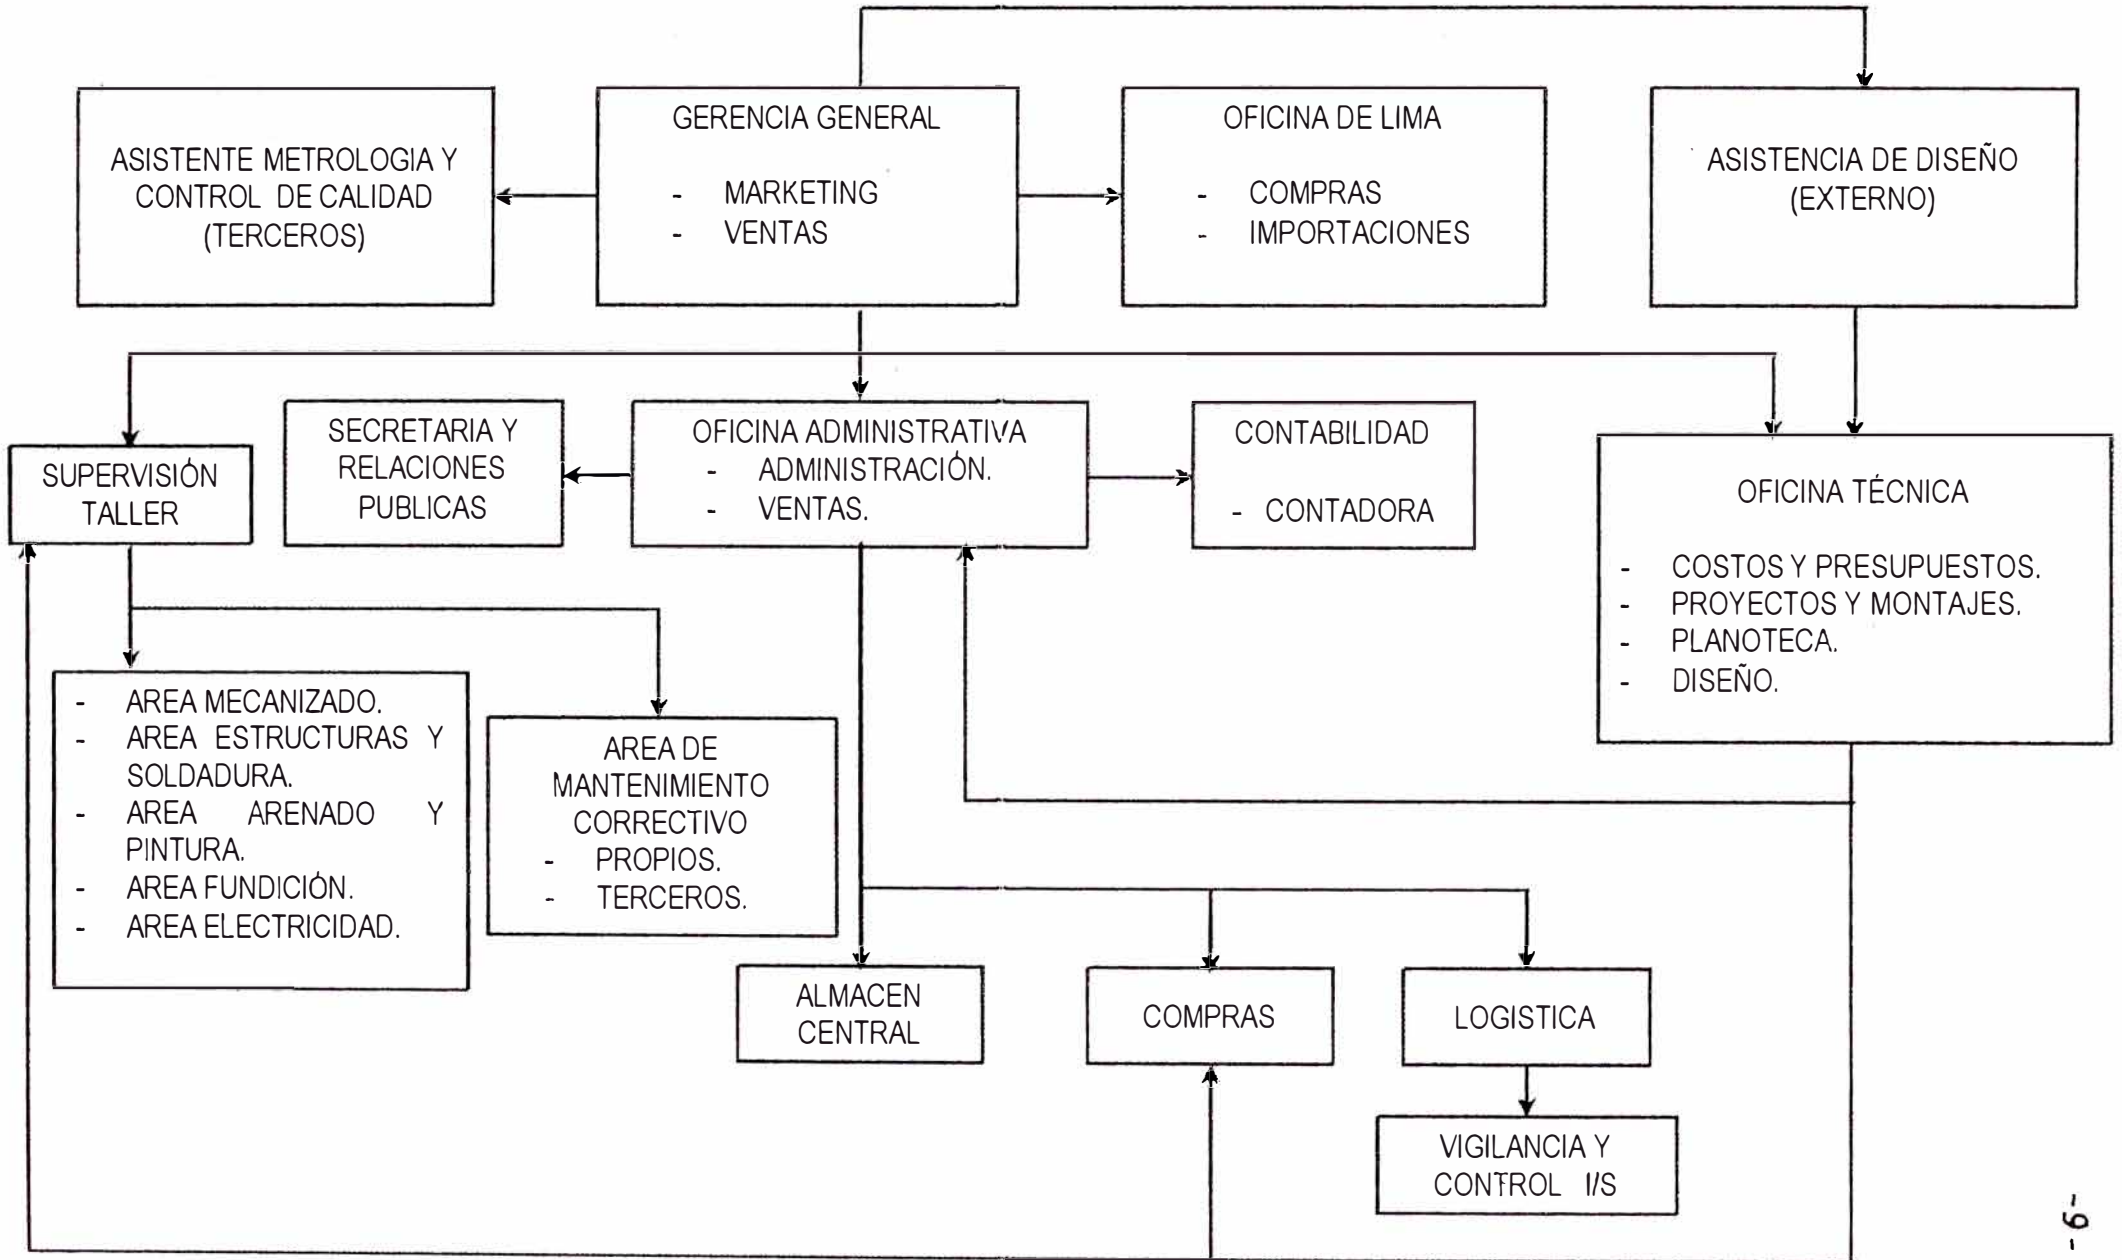 GERENCIA GENERAL
- MARKETING
- VENTAS
ASISTENTE METROLOGIA Y
CONTROL DE CALIDAD
(TERCEROS)
OFICINA DE LIMA
- COMPRAS
- IMPORTACIONES
ASISTENCIA DE DISEÑO
(EXTERNO)
SUPERVISIÓN
TALLER
SECRETARIA Y
RELACIONES
PUBLICAS
OFICINA ADMINISTRATIVA
- ADMINISTRACIÓN.
- VENTAS.
CONTABILIDAD
- CONTADORA
OFICINA TÉCNICA
- COSTOS Y PRESUPUESTOS.
- PROYECTOS Y MONTAJES.
- PLANOTECA.
- DISEÑO.
- AREA MECANIZADO.
- AREA ESTRUCTURAS Y
SOLDADURA.
- AREA ARENADO Y
PINTURA.
- AREA FUNDICIÓN.
- AREA ELECTRICIDAD.
AREA DE
MANTENIMIENTO
CORRECTIVO
- PROPIOS.
- TERCEROS.
ALMACEN
CENTRAL
COMPRAS
LOGISTICA
VIGILANCIA Y
CONTROL I/S
-6-